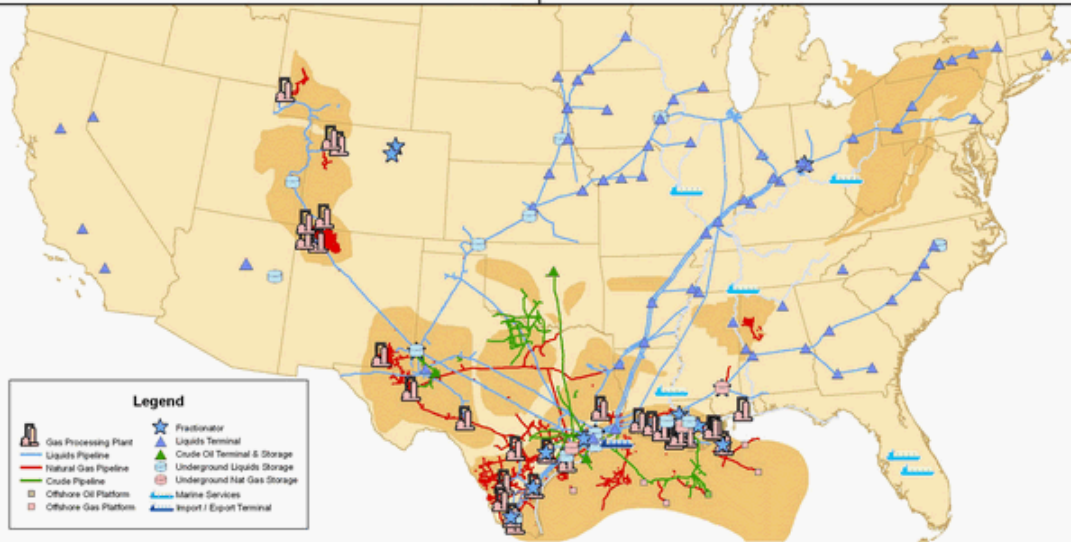 Legend
Gas Processing Plant
Liquids Pipeline
Natural Gas Pipeline
Crude Pipeline
Offshore Oil Platform
Offshore Gas Platform
Fractionator
Liquids Terminal
Crude Oil Terminal & Storage
Underground Liquids Storage
Underground Nat Gas Storage
Marine Services
Import / Export Terminal